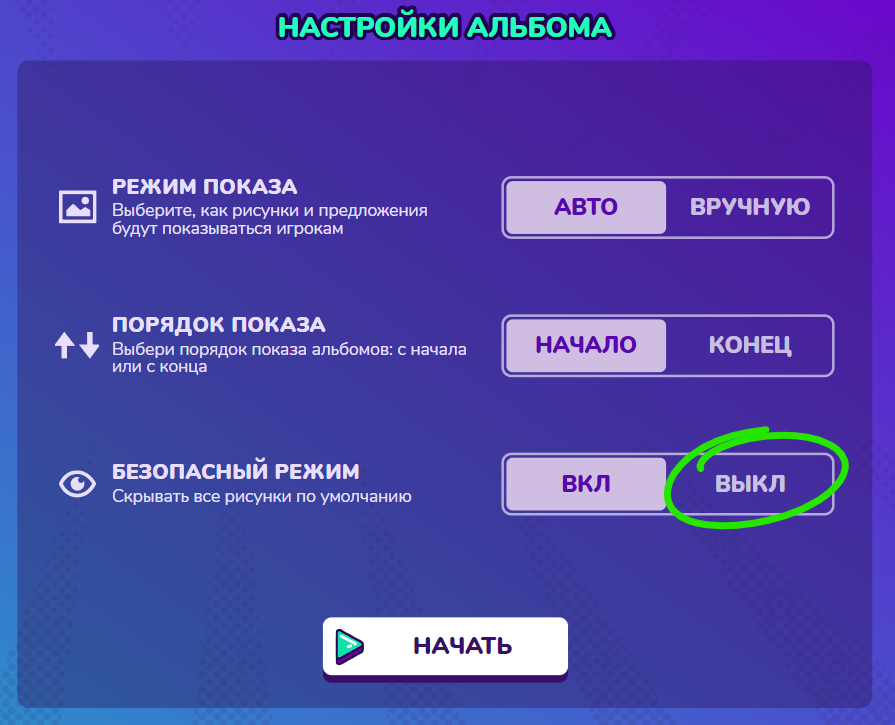 НАСТРОЙКИ АЛЬБОМА
РЕЖИМ ПОКАЗА
Выберите, как рисунки и предложения
будут показываться игрокам
АВТО
ВРУЧНУЮ
ПОРЯДОК ПОКАЗА
Выбери порядок показа альбомов: с начала
или с конца
НАЧАЛО
КОНЕЦ
БЕЗОПАСНЫЙ РЕЖИМ
Скрывать все рисунки по умолчанию
ВКЛ
ВЫКЛ
НАЧАТЬ